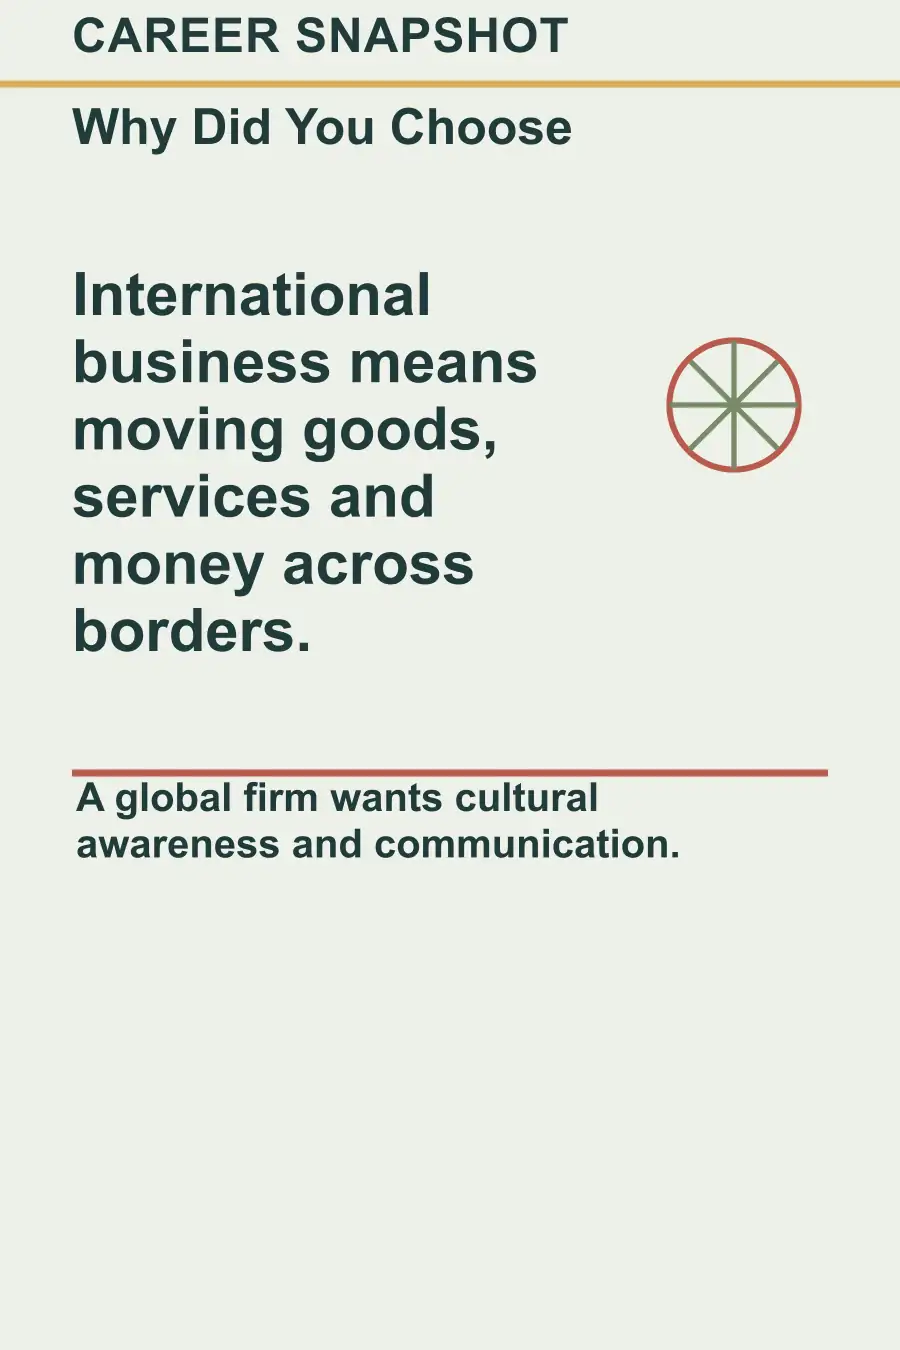 CAREER SNAPSHOT
Why Did You Choose
International
business means
moving goods,
services and
money across
borders.
A global firm wants cultural
awareness and communication.